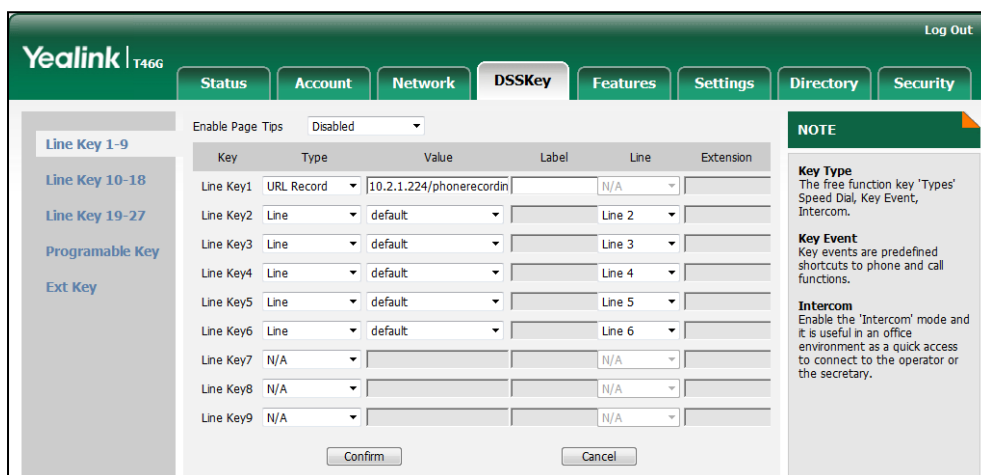 Log Out
Yealink T46G
Status Account Network DSSKey Features Settings Directory Security
Line Key 1-9
Line Key 10-18
Line Key 19-27
Programable Key
Ext Key
Enable Page Tips Disabled
Key Type Value Label Line Extension
Line Key1 URL Record 10.2.1.224/phonerecordin N/A
Line Key2 Line default Line 2
Line Key3 Line default Line 3
Line Key4 Line default Line 4
Line Key5 Line default Line 5
Line Key6 Line default Line 6
Line Key7 N/A N/A
Line Key8 N/A N/A
Line Key9 N/A N/A
Confirm Cancel
NOTE
Key Type
The free function key 'Types'
Speed Dial, Key Event,
Intercom.
Key Event
Key events are predefined
shortcuts to phone and call
functions.
Intercom
Enable the 'Intercom' mode and
it is useful in an office
environment as a quick access
to connect to the operator or
the secretary.